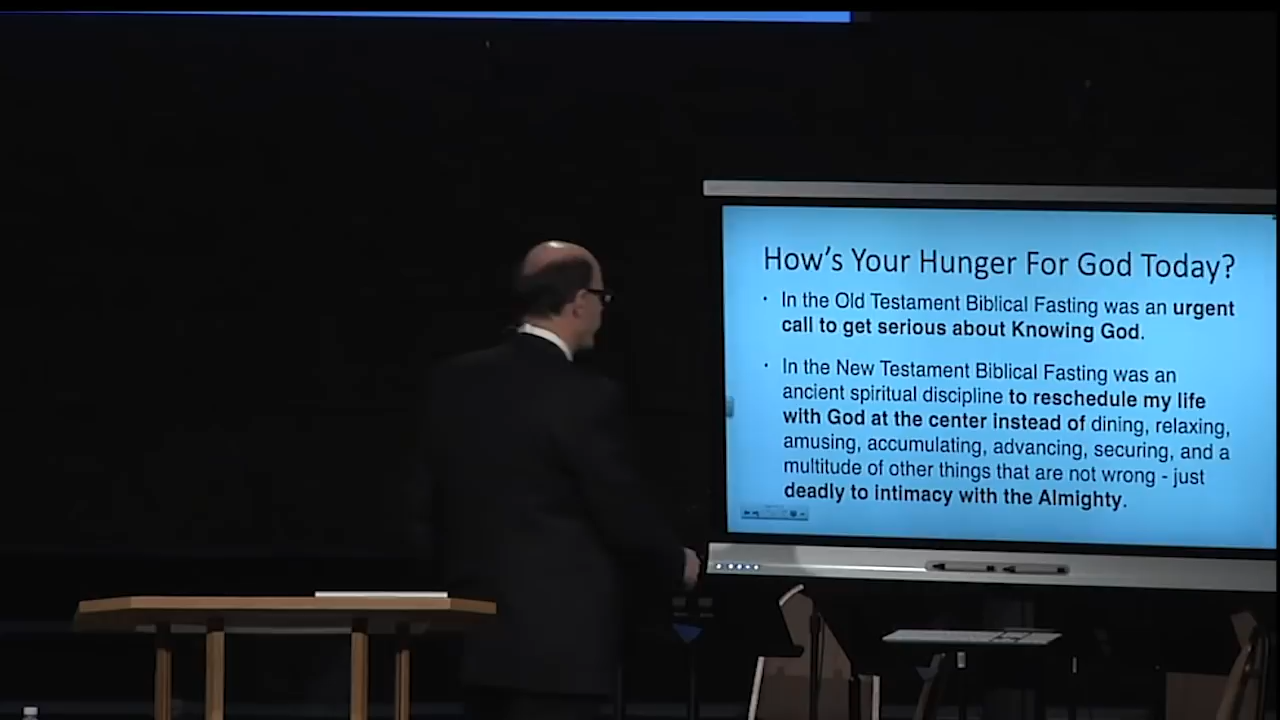 How's Your Hunger For God Today?
· In the Old Testament Biblical Fasting was an urgent
call to get serious about Knowing God.
· In the New Testament Biblical Fasting was an
ancient spiritual discipline to reschedule my life
with God at the center instead of dining, relaxing,
amusing, accumulating, advancing, securing, and a
multitude of other things that are not wrong - just
deadly to intimacy with the Almighty.